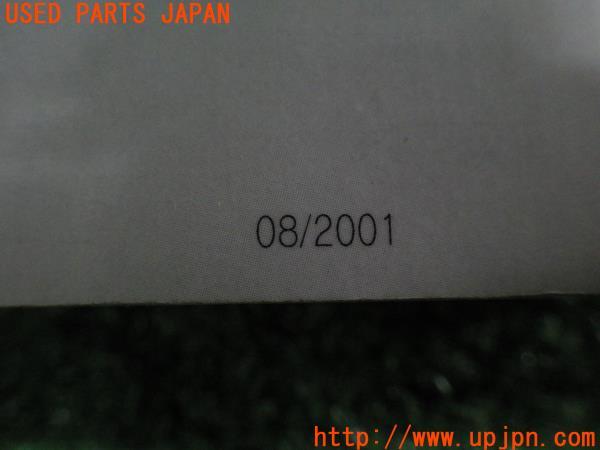 USED PARTS JAPAN
08/2001
http://www.upjpn.com